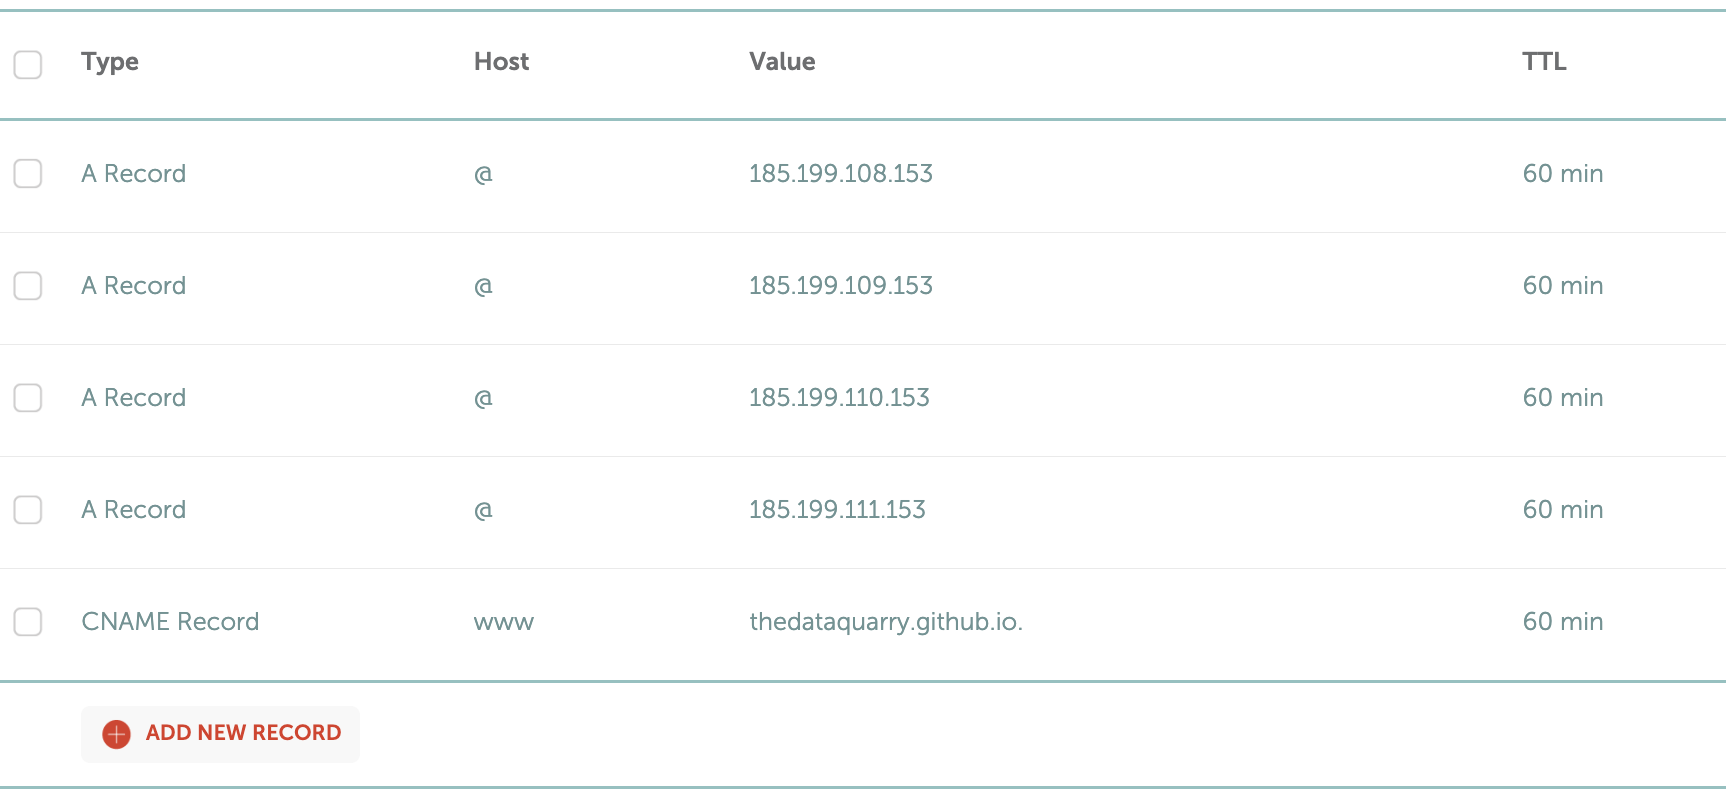 Type Host Value TTL
A Record @ 185.199.108.153 60 min
A Record @ 185.199.109.153 60 min
A Record @ 185.199.110.153 60 min
A Record @ 185.199.111.153 60 min
CNAME Record www thedataquarry.github.io. 60 min
ADD NEW RECORD